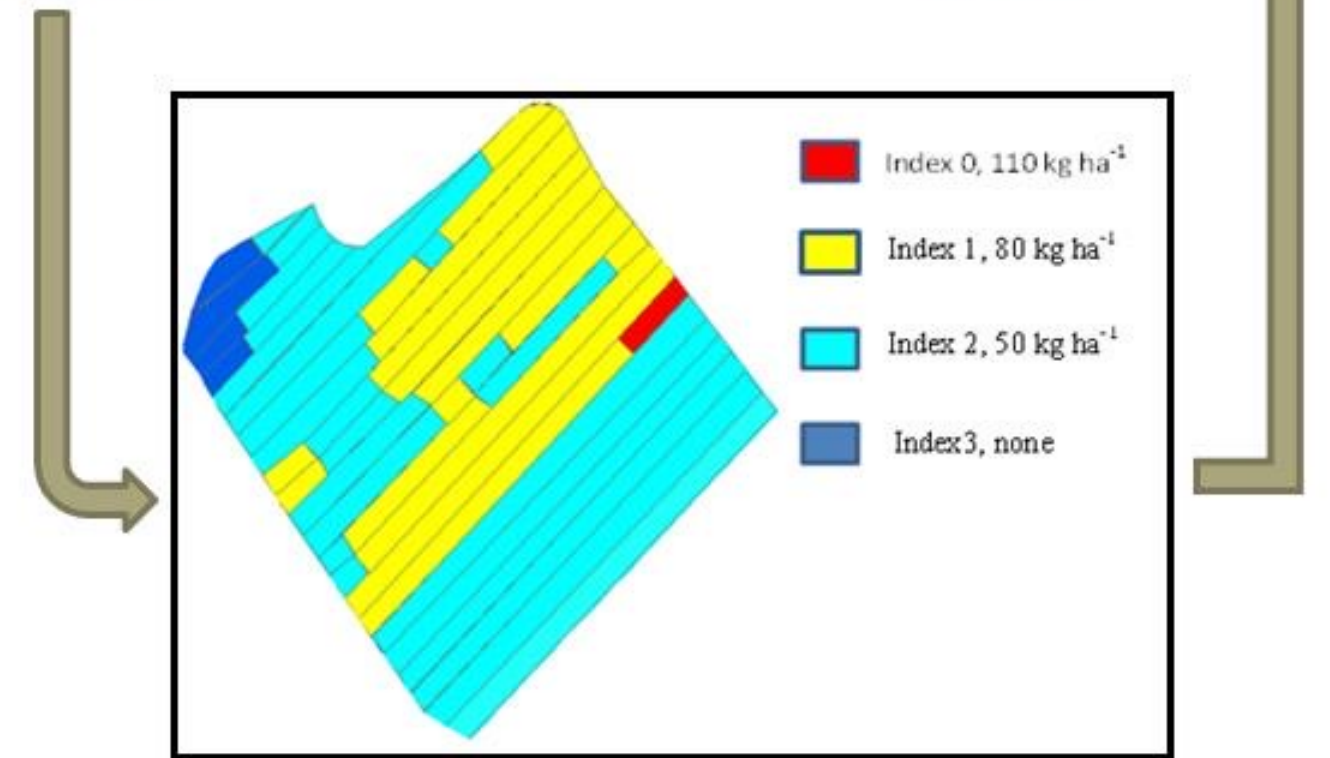 Index 0, 110 kg ha⁻¹
Index 1, 80 kg ha⁻¹
Index 2, 50 kg ha⁻¹
Index3, none